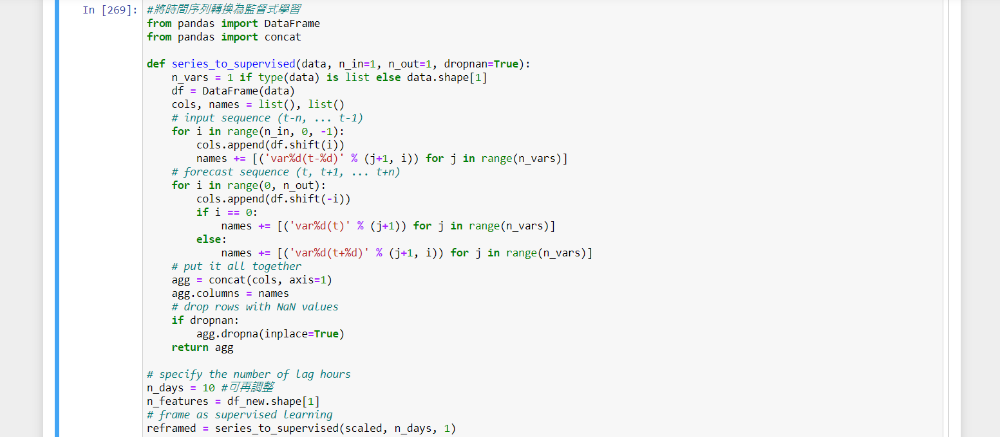 In [269]: #將時間序列轉換為監督式學習
from pandas import DataFrame
from pandas import concat
def series_to_supervised(data, n_in=1, n_out=1, dropnan=True):
    n_vars = 1 if type(data) is list else data.shape[1]
    df = DataFrame(data)
    cols, names = list(), list()
    # input sequence (t-n, ... t-1)
    for i in range(n_in, 0, -1):
        cols.append(df.shift(i))
        names += [('var%d(t-%d)' % (j+1, i)) for j in range(n_vars)]
    # forecast sequence (t, t+1, ... t+n)
    for i in range(0, n_out):
        cols.append(df.shift(-i))
        if i == 0:
            names += [('var%d(t)' % (j+1)) for j in range(n_vars)]
        else:
            names += [('var%d(t+%d)' % (j+1, i)) for j in range(n_vars)]
    # put it all together
    agg = concat(cols, axis=1)
    agg.columns = names
    # drop rows with NaN values
    if dropnan:
        agg.dropna(inplace=True)
    return agg
# specify the number of lag hours
n_days = 10 #可再調整
n_features = df_new.shape[1]
# frame as supervised learning
reframed = series_to_supervised(scaled, n_days, 1)